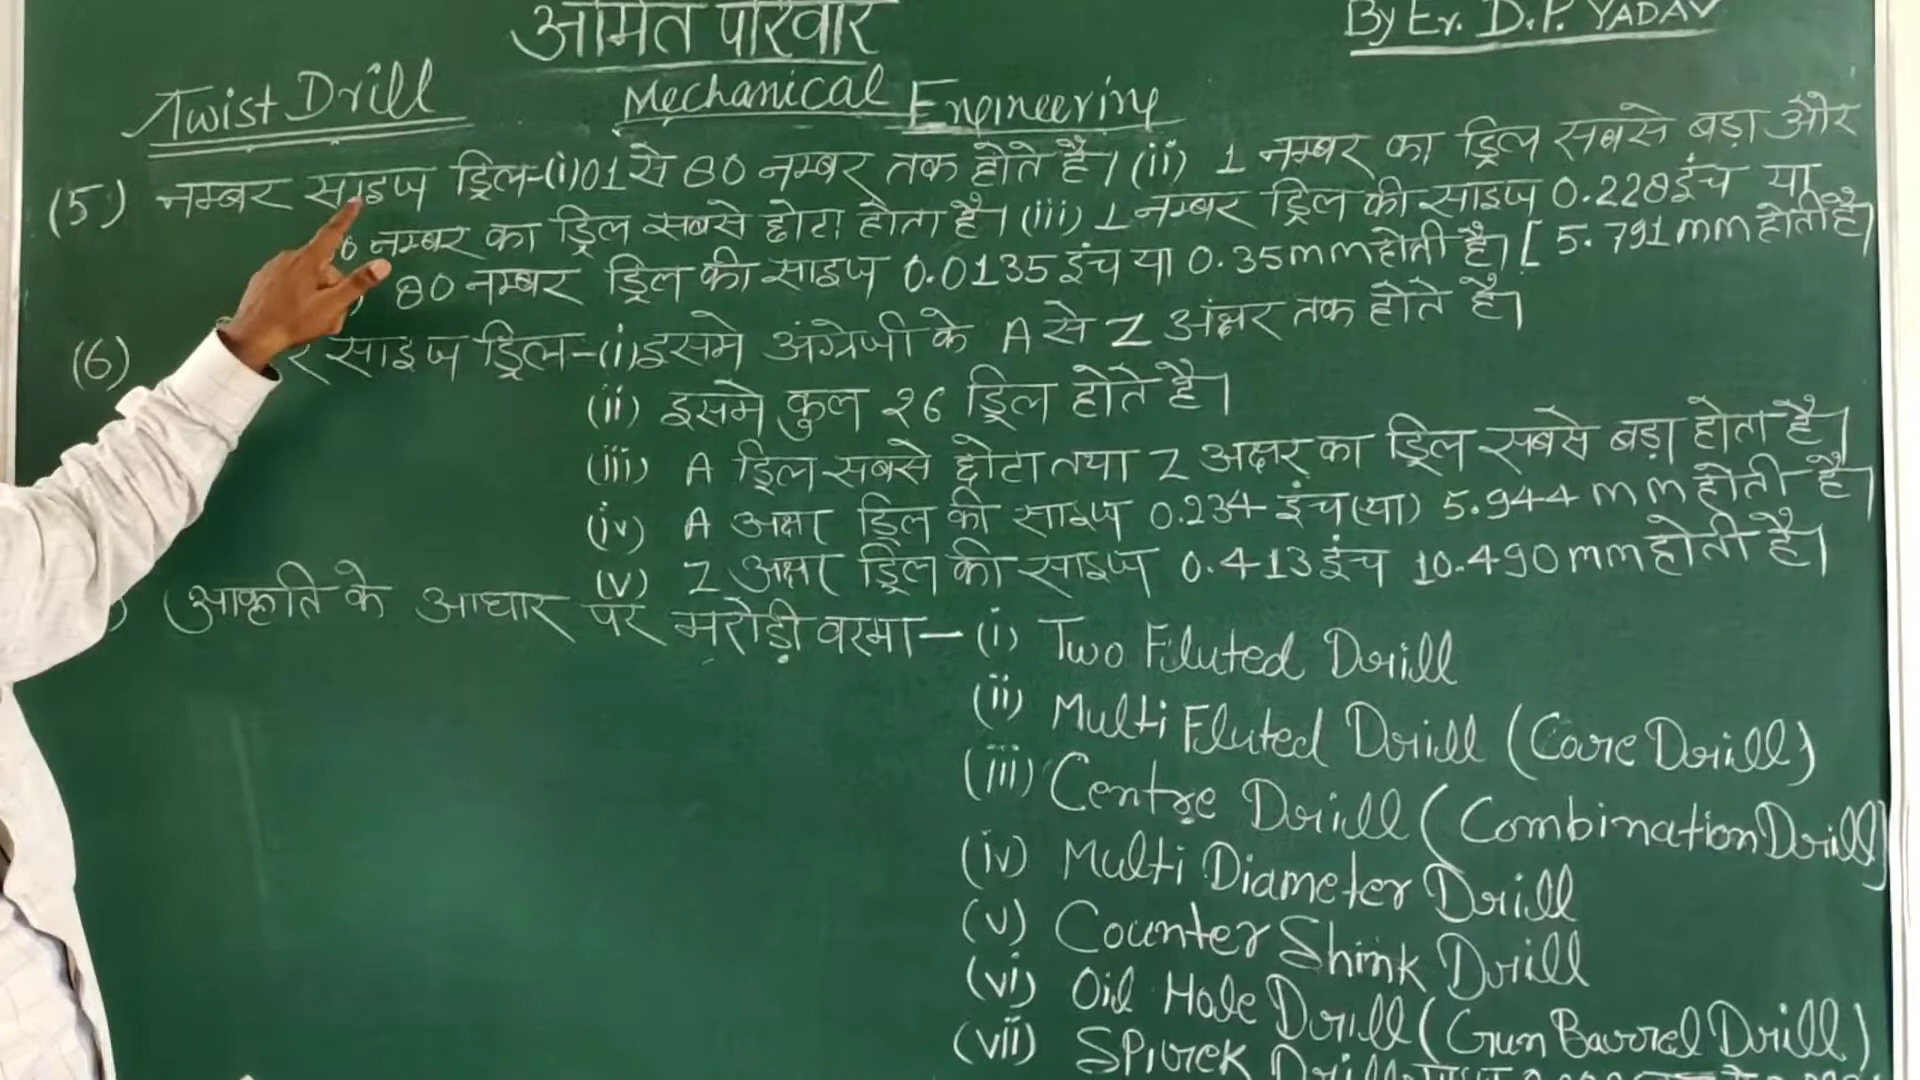 अमित परिवार
By Er. D.P. YADAV
Twist Drill
Mechanical Engineering
(5) नम्बर साइज ड्रिल-(i) 01 से 80 नम्बर तक होते है। (ii) 1 नम्बर का ड्रिल सबसे बड़ा और
नम्बर का ड्रिल सबसे छोटा होता है। (iii) 1 नम्बर ड्रिल की साइज 0.228 इंच या
80 नम्बर ड्रिल की साइज 0.0135 इंच या 0.35 mm होती है। [ 5.791 mm होती है।
(6) साइज ड्रिल-(i) इसमे अंग्रेजी के A से Z अक्षर तक होते है।
(ii) इसमे कुल 26 ड्रिल होते है।
(iii) A ड्रिल सबसे छोटा तथा Z अक्षर का ड्रिल सबसे बड़ा होता है।
(iv) A अक्षर ड्रिल की साइज 0.234 इंच (या) 5.944 mm होती है।
(v) Z अक्षर ड्रिल की साइज 0.413 इंच 10.490 mm होती है।
आकृति के आधार पर मरोड़ी वरमा - (i) Two Fluted Drill
(ii) Multi Fluted Drill (Core Drill)
(iii) Centre Drill (Combination Drill)
(iv) Multi Diameter Drill
(v) Counter Shink Drill
(vi) Oil Hole Drill (Gun Barrel Drill)
(vii) Spireck Drill